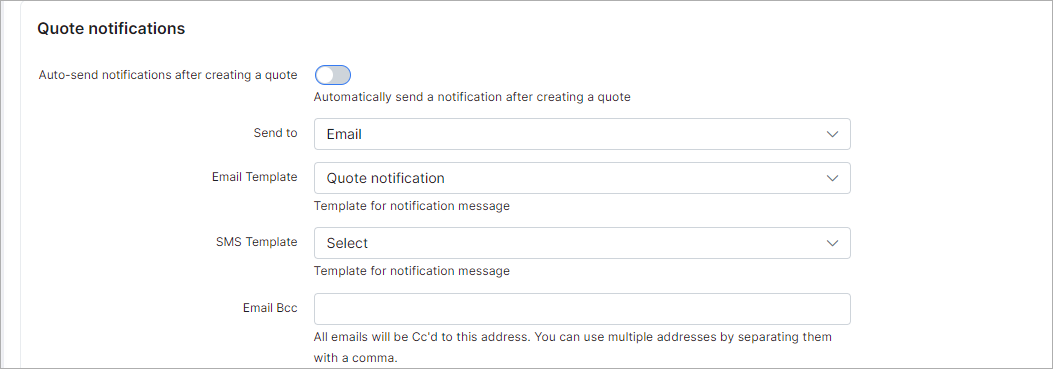 Quote notifications
Auto-send notifications after creating a quote
Automatically send a notification after creating a quote
Send to
Email
Email Template
Quote notification
Template for notification message
SMS Template
Select
Template for notification message
Email Bcc
All emails will be Cc'd to this address. You can use multiple addresses by separating them
with a comma.